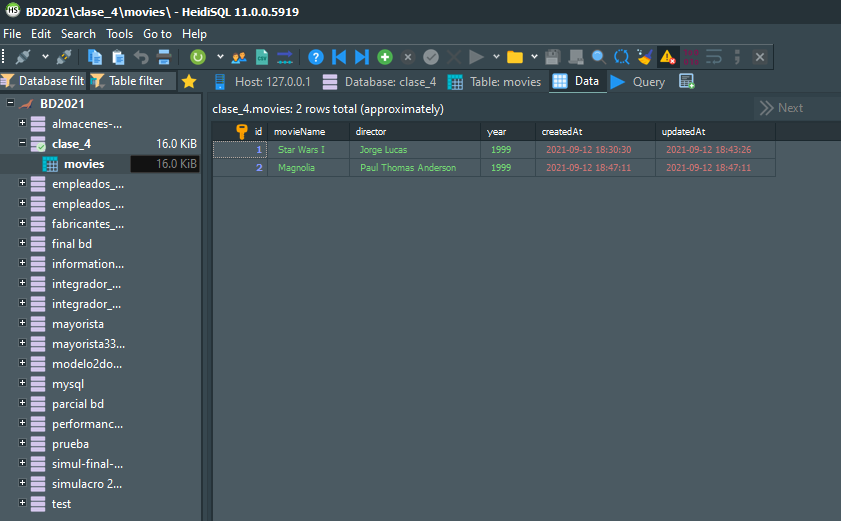 HS BD2021\clase_4\movies\ - HeidiSQL 11.0.0.5919
File Edit Search Tools Go to Help
Database filt Table filter Host: 127.0.0.1 Database: clase_4 Table: movies Data Query
BD2021
almacenes-...
clase_4 16.0 KiB
movies 16.0 KiB
empleados_...
empleados_...
fabricantes_...
final bd
information...
integrador_...
integrador_...
mayorista
mayorista33...
modelo2do...
mysql
parcial bd
performanc...
prueba
simul-final-...
simulacro 2...
test
clase_4.movies: 2 rows total (approximately) Next
id movieName director year createdAt updatedAt
1 Star Wars I Jorge Lucas 1999 2021-09-12 18:30:30 2021-09-12 18:43:26
2 Magnolia Paul Thomas Anderson 1999 2021-09-12 18:47:11 2021-09-12 18:47:11